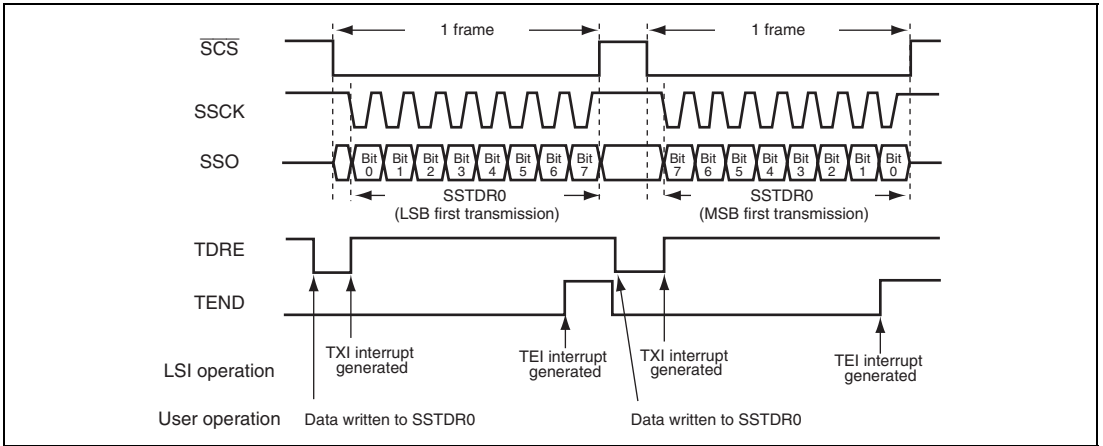 1 frame 1 frame
SCS
SSCK
SSO Bit 0 Bit 1 Bit 2 Bit 3 Bit 4 Bit 5 Bit 6 Bit 7 Bit 7 Bit 6 Bit 5 Bit 4 Bit 3 Bit 2 Bit 1 Bit 0
SSTDR0 SSTDR0
(LSB first transmission) (MSB first transmission)
TDRE
TEND
TXI interrupt generated TEI interrupt generated TXI interrupt generated TEI interrupt generated
LSI operation
User operation Data written to SSTDR0 Data written to SSTDR0